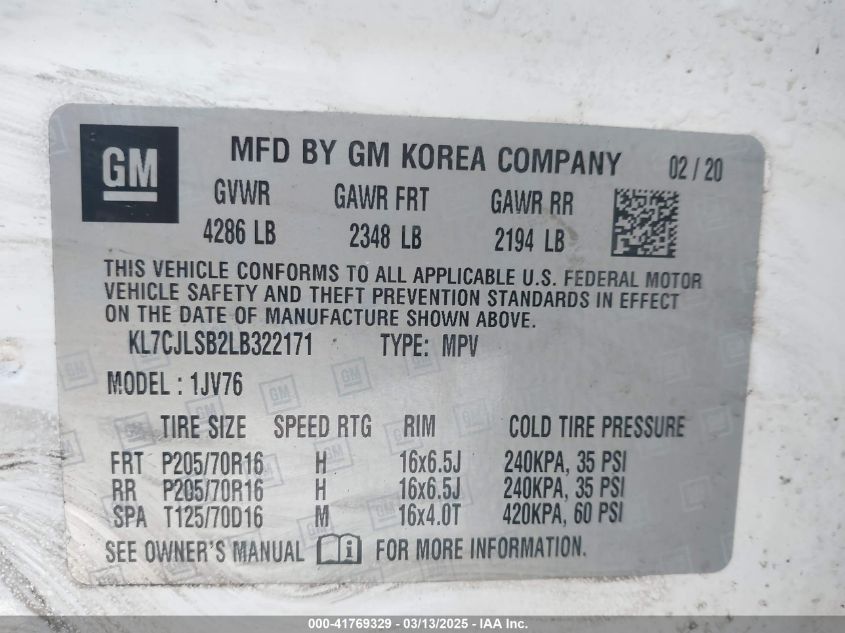 GM
MFD BY GM KOREA COMPANY 02 / 20
GVWR GAWR FRT GAWR RR
4286 LB 2348 LB 2194 LB
THIS VEHICLE CONFORMS TO ALL APPLICABLE U.S. FEDERAL MOTOR
VEHICLE SAFETY AND THEFT PREVENTION STANDARDS IN EFFECT
ON THE DATE OF MANUFACTURE SHOWN ABOVE.
KL7CJLSB2LB322171 TYPE: MPV
MODEL : 1JV76
TIRE SIZE SPEED RTG RIM COLD TIRE PRESSURE
FRT P205/70R16 H 16x6.5J 240KPA, 35 PSI
RR P205/70R16 H 16x6.5J 240KPA, 35 PSI
SPA T125/70D16 M 16x4.0T 420KPA, 60 PSI
SEE OWNER'S MANUAL FOR MORE INFORMATION.
000-41769329 - 03/13/2025 - IAA Inc.